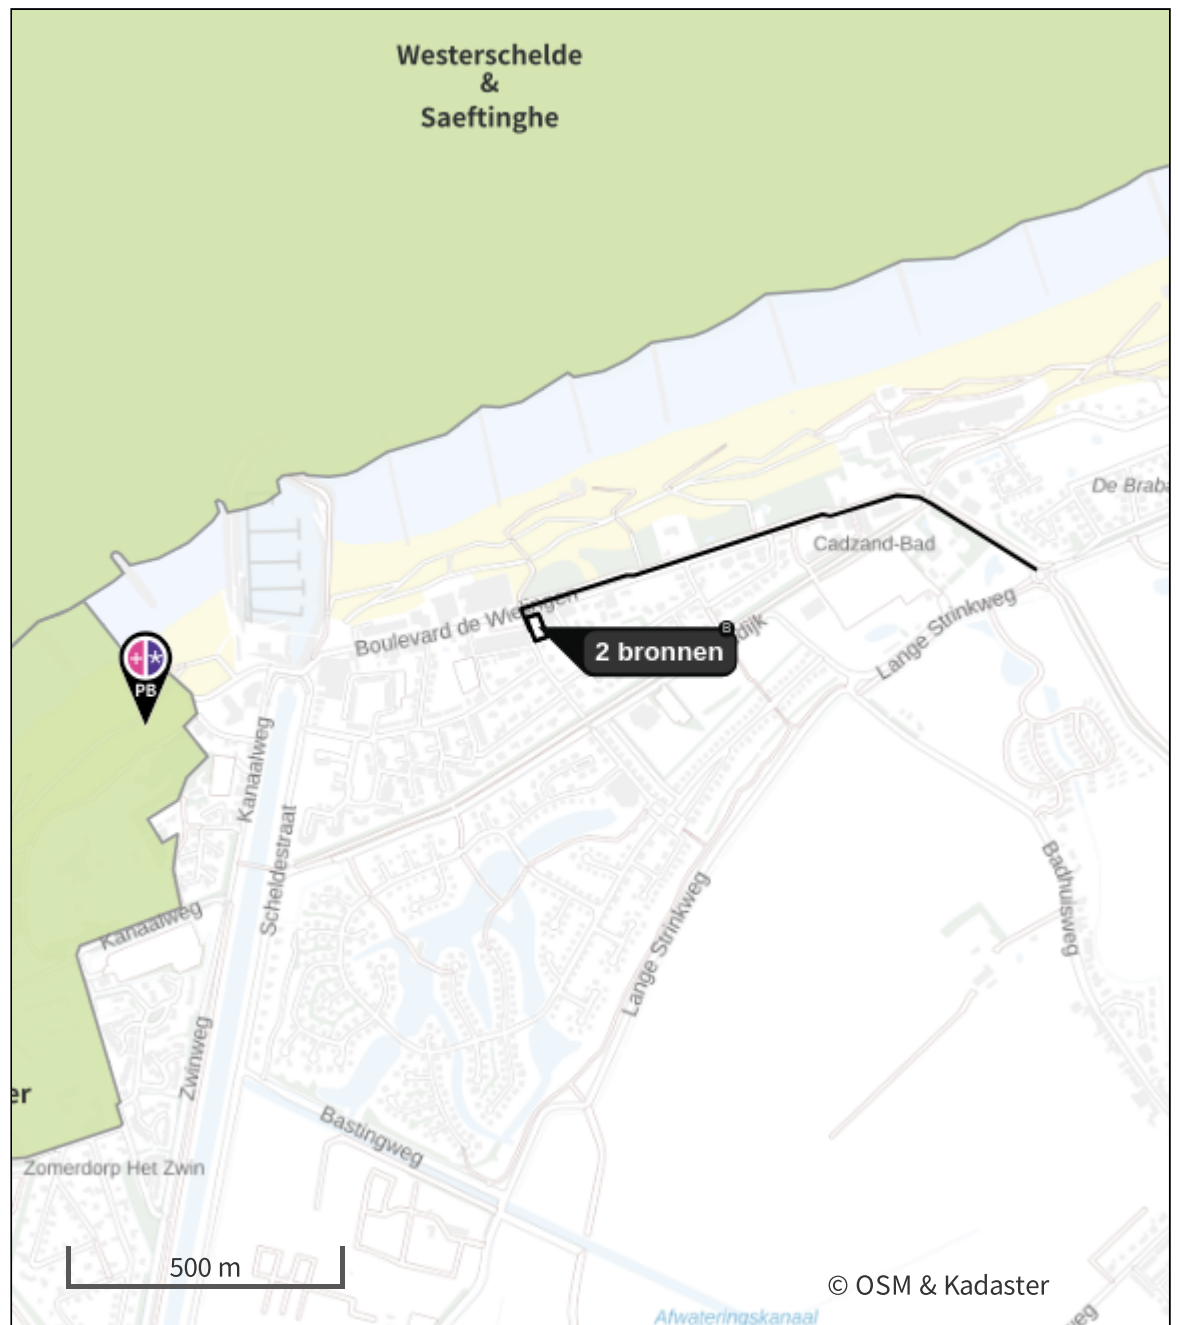 Westerschelde
&
Saeftinghe
De Braba
Cadzand-Bad
Boulevard de Wielingen
Lange Strinkweg
B
dijk
2 bronnen
PB
Kanaalweg
Scheldestraat
Badhuisweg
Lange Strinkweg
Kanaalweg
Zwinweg
er
Bastingweg
Zomerdorp Het Zwin
500 m
© OSM & Kadaster
Afwateringskanaal
eg